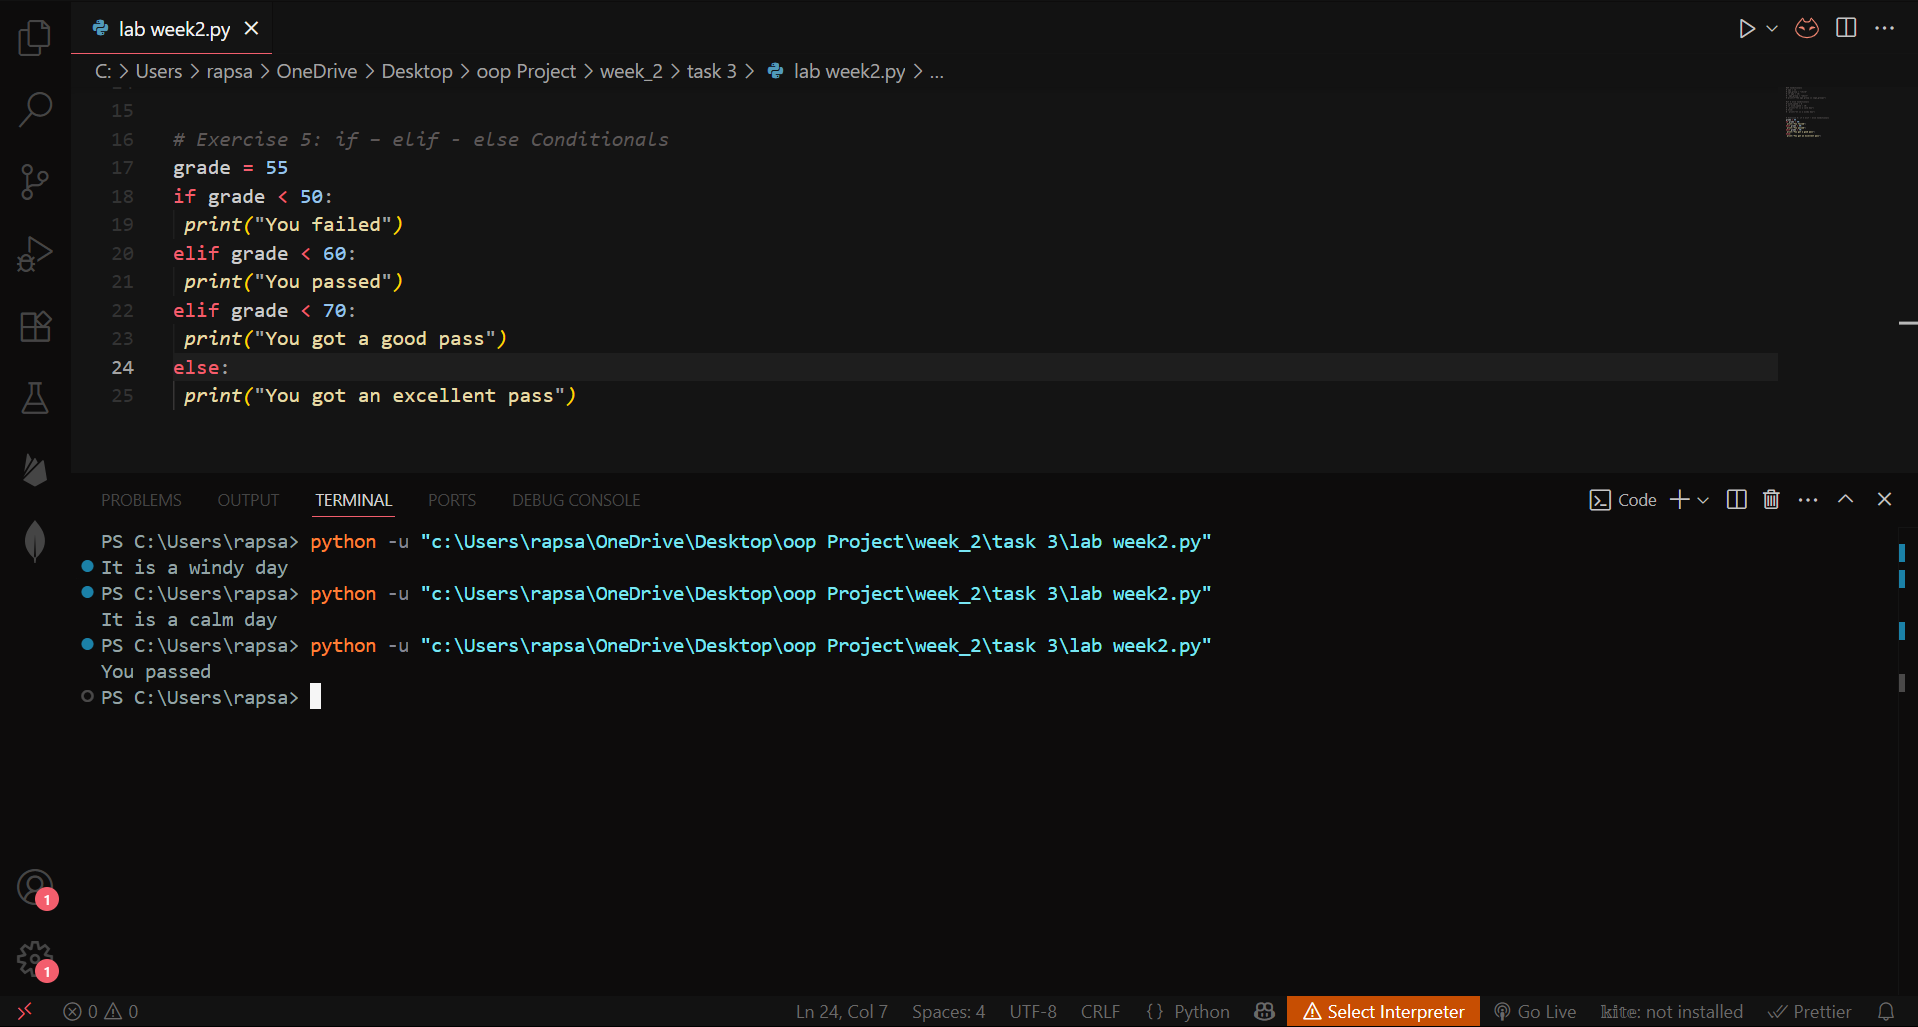 lab week2.py
C: > Users > rapsa > OneDrive > Desktop > oop Project > week_2 > task 3 > lab week2.py > ...
15
16 # Exercise 5: if – elif - else Conditionals
17 grade = 55
18 if grade < 50:
19 print("You failed")
20 elif grade < 60:
21 print("You passed")
22 elif grade < 70:
23 print("You got a good pass")
24 else:
25 print("You got an excellent pass")
PROBLEMS OUTPUT TERMINAL PORTS DEBUG CONSOLE Code
PS C:\Users\rapsa> python -u "c:\Users\rapsa\OneDrive\Desktop\oop Project\week_2\task 3\lab week2.py"
It is a windy day
PS C:\Users\rapsa> python -u "c:\Users\rapsa\OneDrive\Desktop\oop Project\week_2\task 3\lab week2.py"
It is a calm day
PS C:\Users\rapsa> python -u "c:\Users\rapsa\OneDrive\Desktop\oop Project\week_2\task 3\lab week2.py"
You passed
PS C:\Users\rapsa>
1
1
0 0 Ln 24, Col 7 Spaces: 4 UTF-8 CRLF {} Python Select Interpreter Go Live kite: not installed Prettier